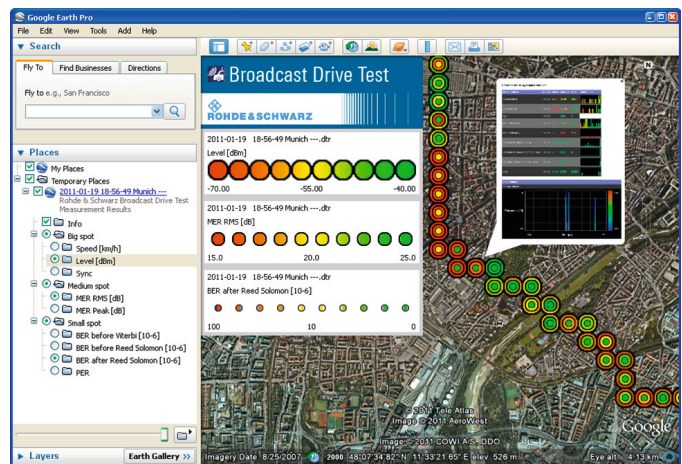 Google Earth Pro
File Edit View Tools Add Help
Search
Fly To Find Businesses Directions
Fly to e.g., San Francisco
Places
My Places
Temporary Places
2011-01-19 18-56-49 Munich ---
Rohde & Schwarz Broadcast Drive Test
Measurement Results
Info
Big spot
Speed [km/h]
Level [dBm]
Sync
Medium spot
MER RMS [dB]
MER Peak [dB]
Small spot
BER before Viterbi [10-6]
BER before Reed Solomon [10-6]
BER after Reed Solomon [10-6]
PER
Layers
Earth Gallery >>
Broadcast Drive Test
ROHDE&SCHWARZ
2011-01-19 18-56-49 Munich ---.dtr
Level [dBm]
-70.00 -55.00 -40.00
2011-01-19 18-56-49 Munich ---.dtr
MER RMS [dB]
15.0 20.0 25.0
2011-01-19 18-56-49 Munich ---.dtr
BER after Reed Solomon [10-6]
100 10 0
N
© 2011 Tele Atlas
Image © 2011 AeroWest
Image © 2011 COWI A/S, DDO
Google
Imagery Date: 8/25/2007 2000 48°07'34.82" N 11°33'21.65" E elev 526 m Eye alt 4.13 km